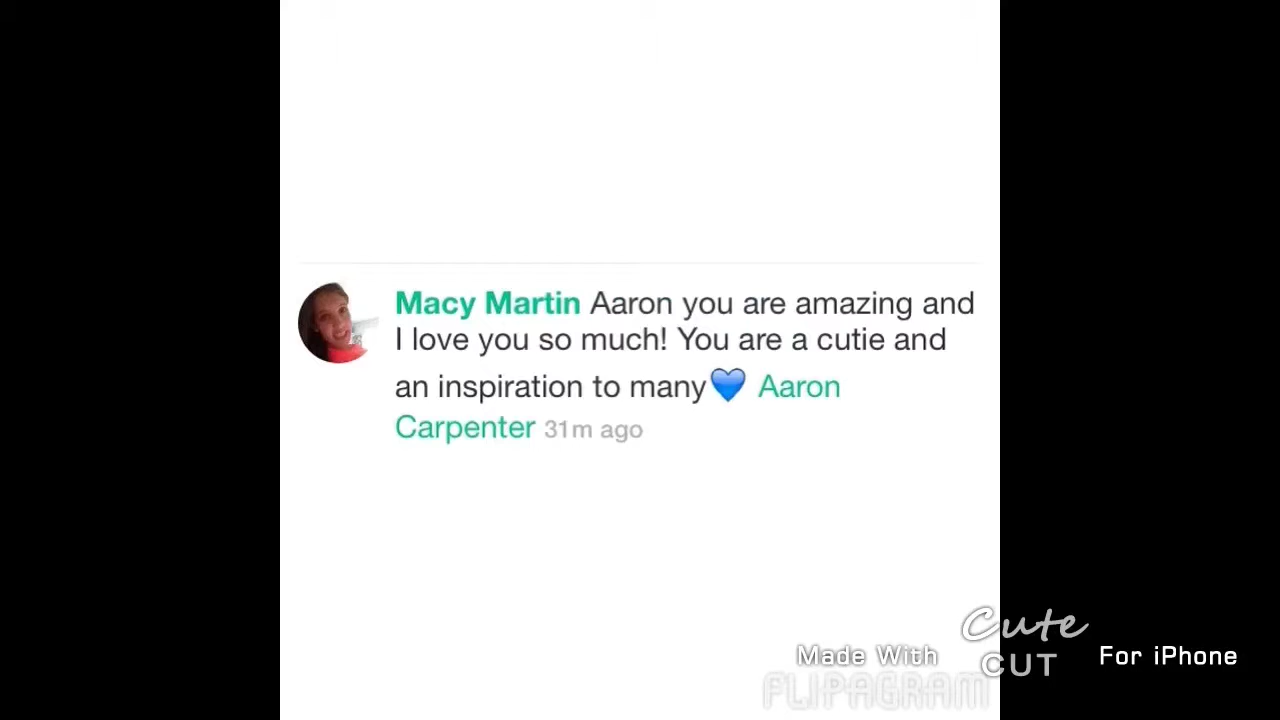 Macy Martin Aaron you are amazing and
I love you so much! You are a cutie and
an inspiration to many💙 Aaron
Carpenter 31m ago
Made With Cute CUT For iPhone
FLIPAGRAM